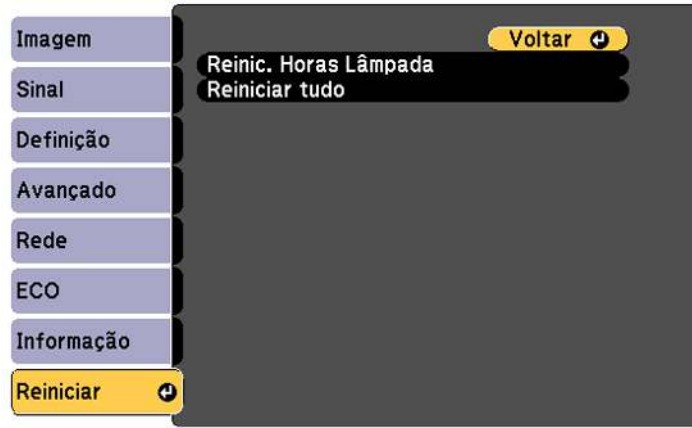 Imagem
Sinal
Definição
Avançado
Rede
ECO
Informação
Reiniciar
Voltar
Reinic. Horas Lâmpada
Reiniciar tudo